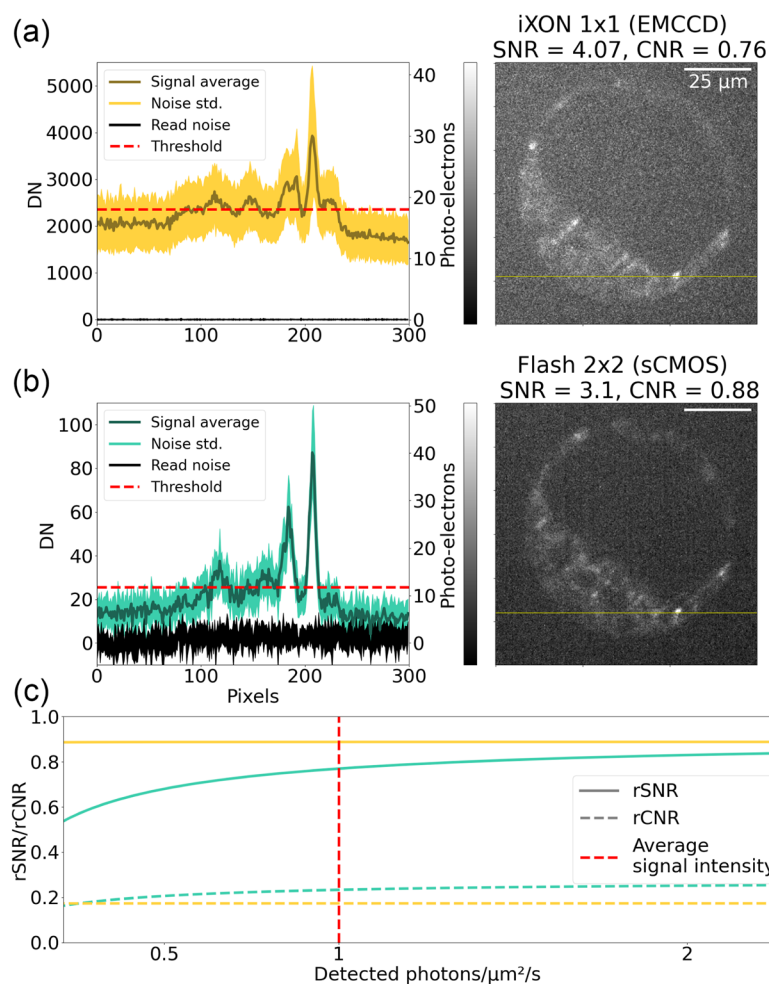 (a)
iXON 1x1 (EMCCD)
SNR = 4.07, CNR = 0.76
5000
4000
3000
2000
1000
0
DN
Signal average
Noise std.
Read noise
Threshold
40
30
20
10
0
Photo-electrons
0 100 200 300
25 µm
(b)
Flash 2x2 (sCMOS)
SNR = 3.1, CNR = 0.88
100
80
60
40
20
0
DN
Signal average
Noise std.
Read noise
Threshold
50
40
30
20
10
0
Photo-electrons
0 100 200 300
Pixels
(c)
1.0
0.8
0.6
0.4
0.2
0.0
rSNR/rCNR
rSNR
rCNR
Average
signal intensity
0.5 1 2
Detected photons/µm²/s